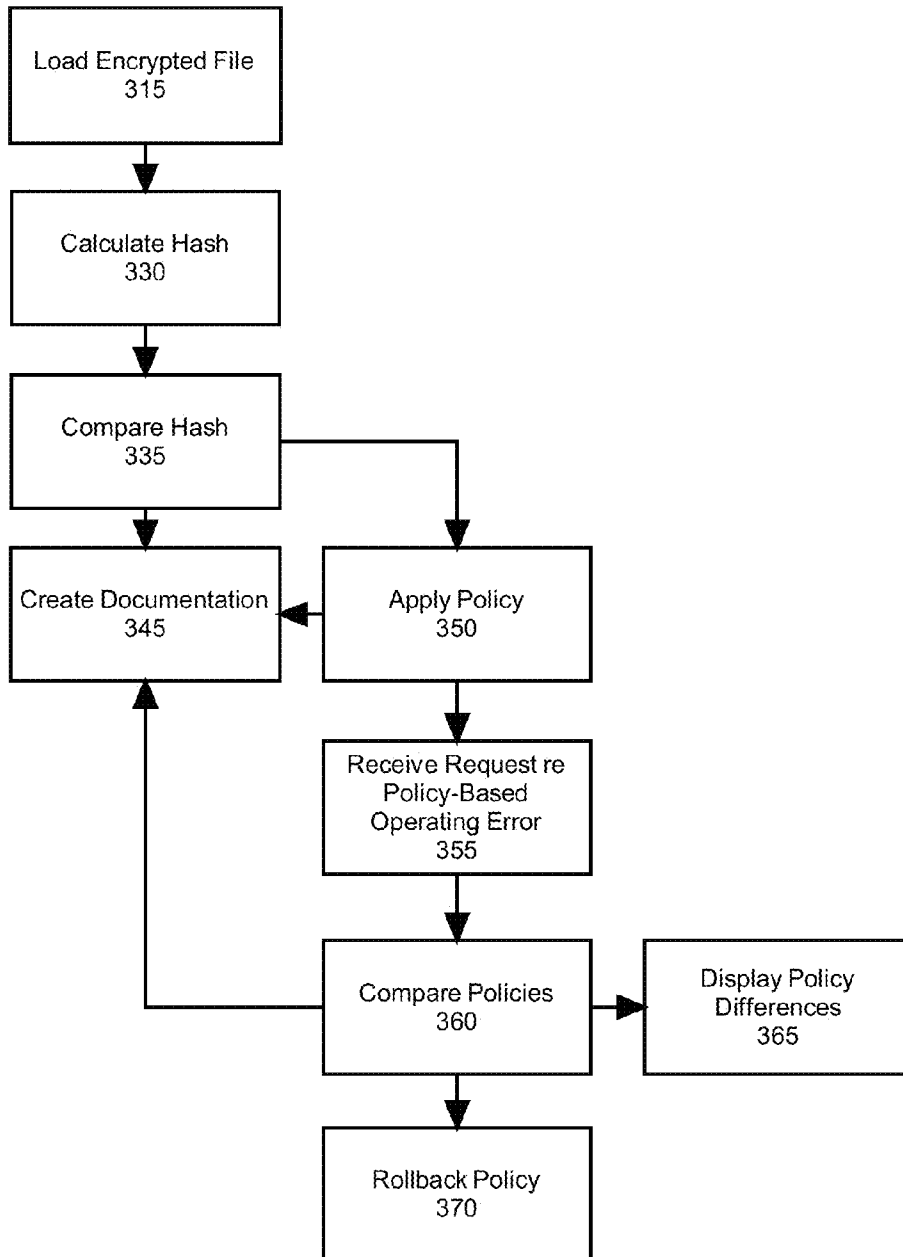 Load Encrypted File
315
Calculate Hash
330
Compare Hash
335
Create Documentation
345
Apply Policy
350
Receive Request re
Policy-Based
Operating Error
355
Compare Policies
360
Display Policy
Differences
365
Rollback Policy
370